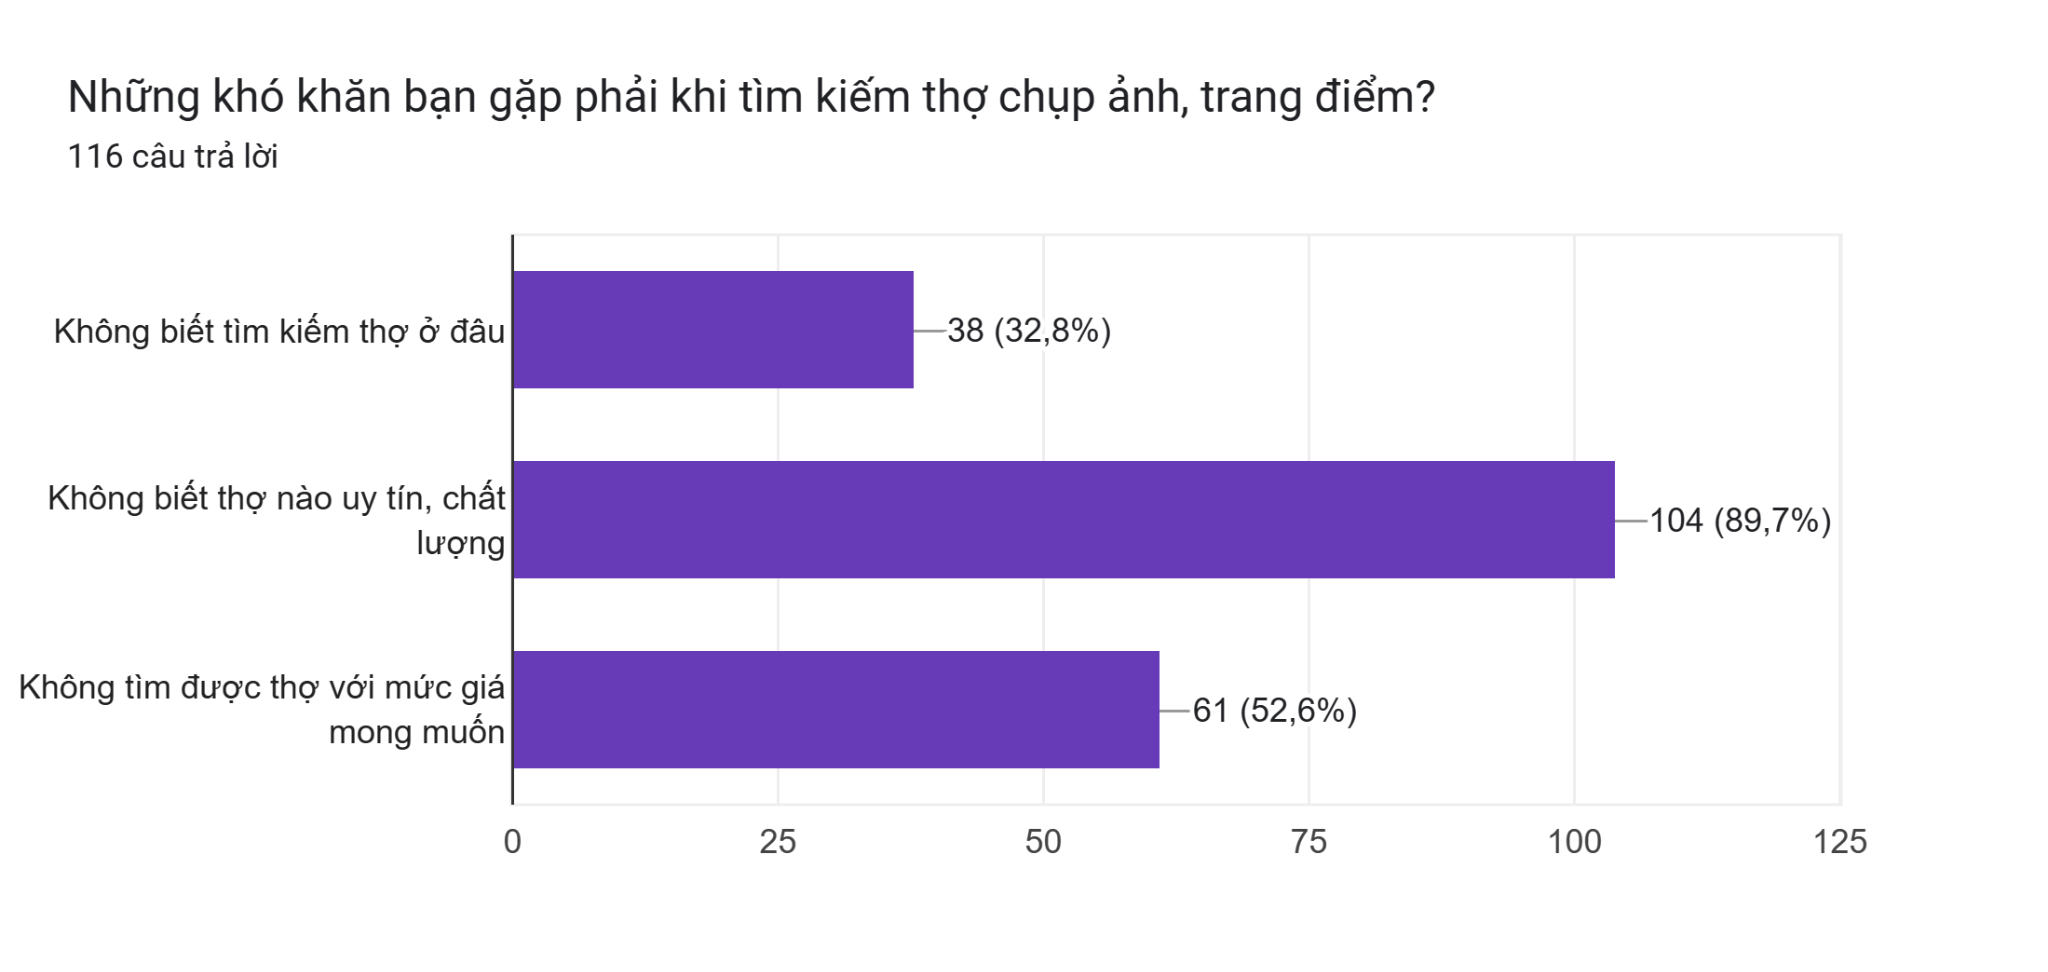 Những khó khăn bạn gặp phải khi tìm kiếm thợ chụp ảnh, trang điểm?
116 câu trả lời
Không biết tìm kiếm thợ ở đâu
38 (32,8%)
Không biết thợ nào uy tín, chất
lượng
104 (89,7%)
Không tìm được thợ với mức giá
mong muốn
61 (52,6%)
0 25 50 75 100 125